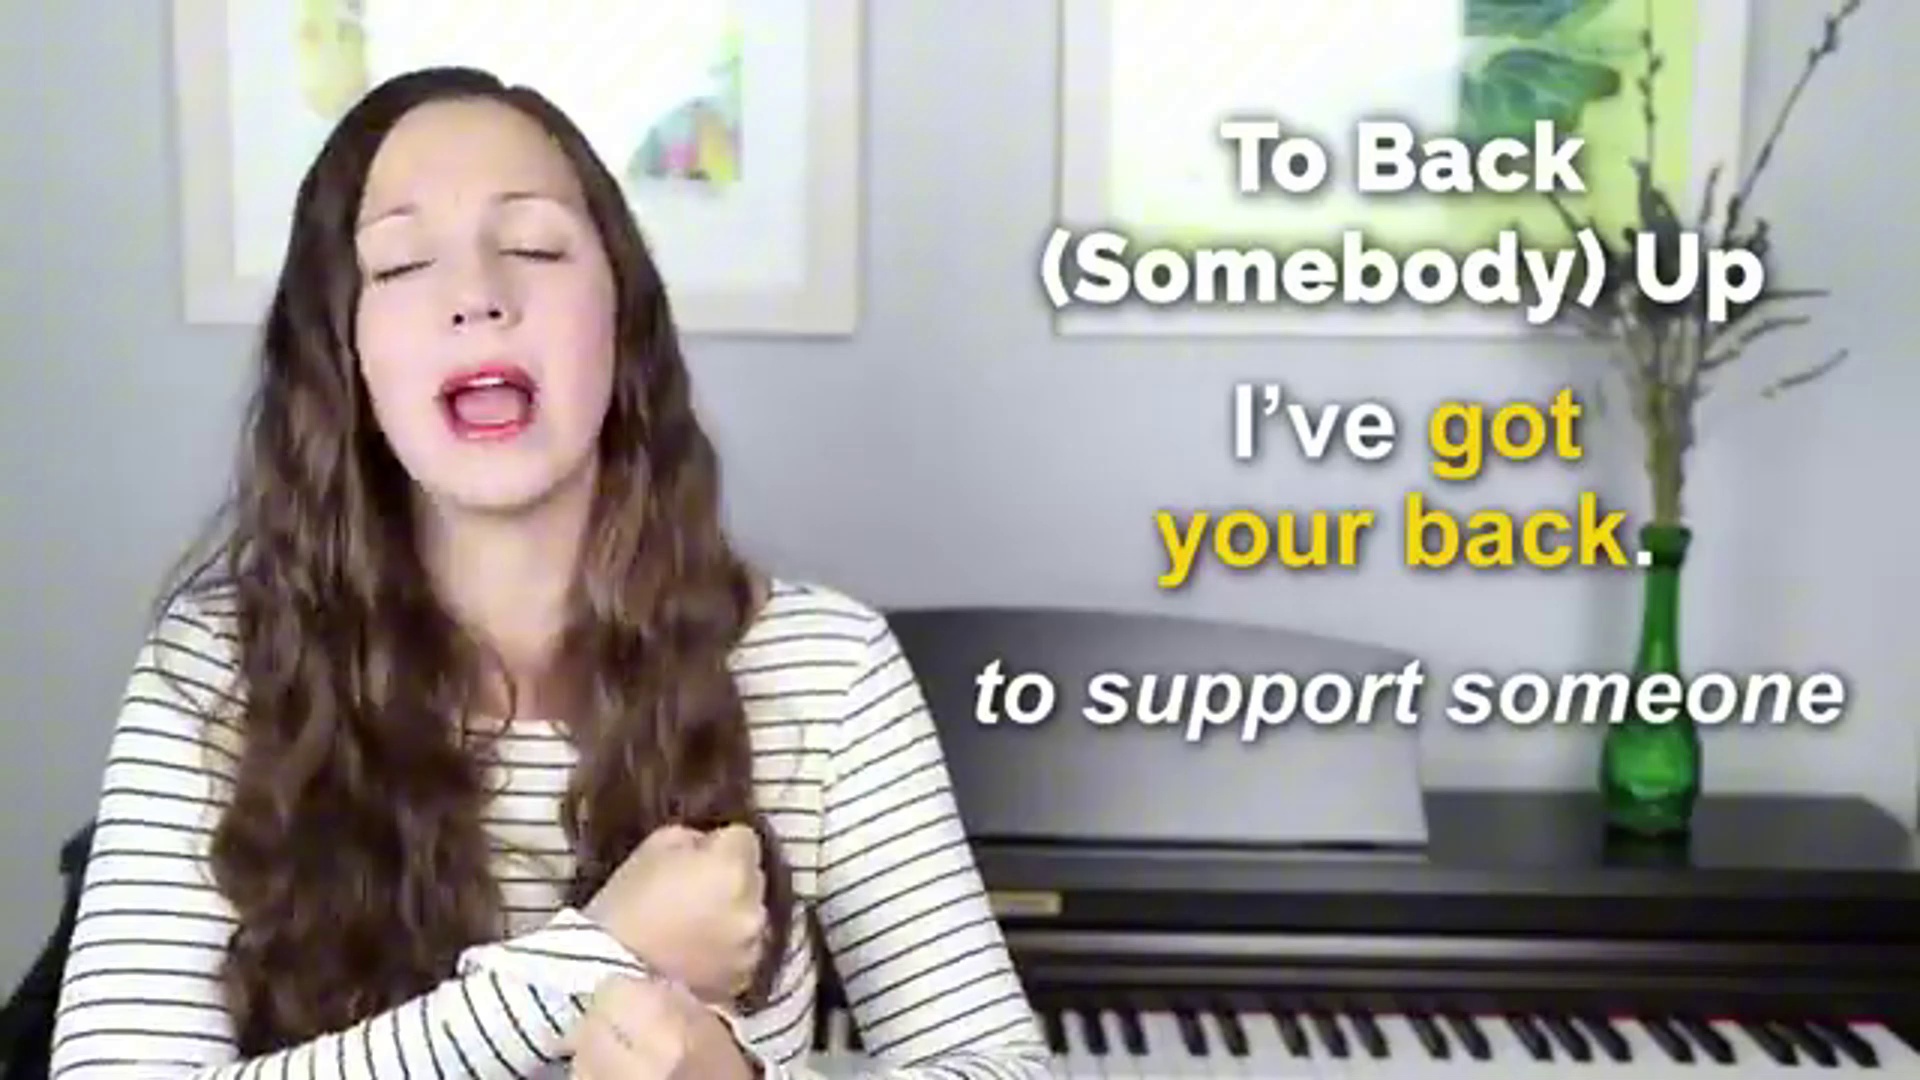 To Back
(Somebody) Up
I've got
your back.
to support someone